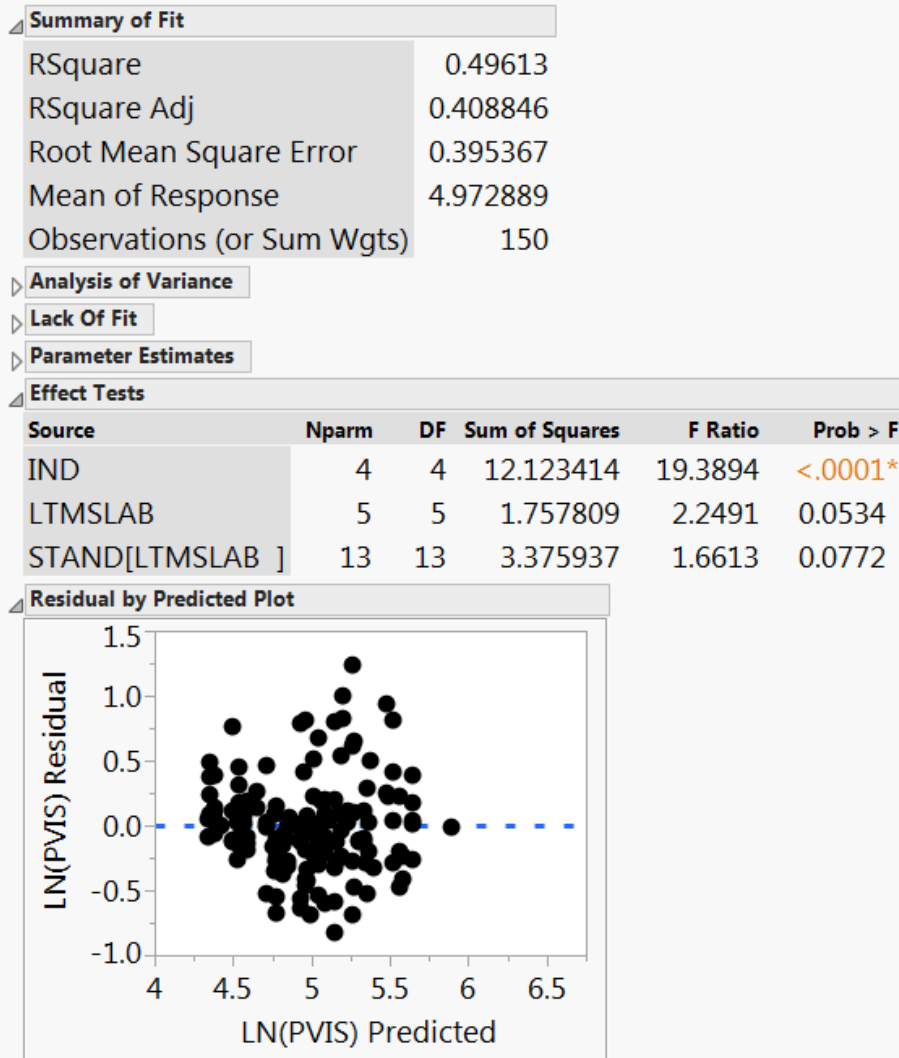 Summary of Fit
RSquare 0.49613
RSquare Adj 0.408846
Root Mean Square Error 0.395367
Mean of Response 4.972889
Observations (or Sum Wgts) 150
Analysis of Variance
Lack Of Fit
Parameter Estimates
Effect Tests
Source Nparm DF Sum of Squares F Ratio Prob > F
IND 4 4 12.123414 19.3894 <.0001*
LTMSLAB 5 5 1.757809 2.2491 0.0534
STAND[LTMSLAB ] 13 13 3.375937 1.6613 0.0772
Residual by Predicted Plot
LN(PVIS) Residual
1.5
1.0
0.5
0.0
-0.5
-1.0
4 4.5 5 5.5 6 6.5
LN(PVIS) Predicted